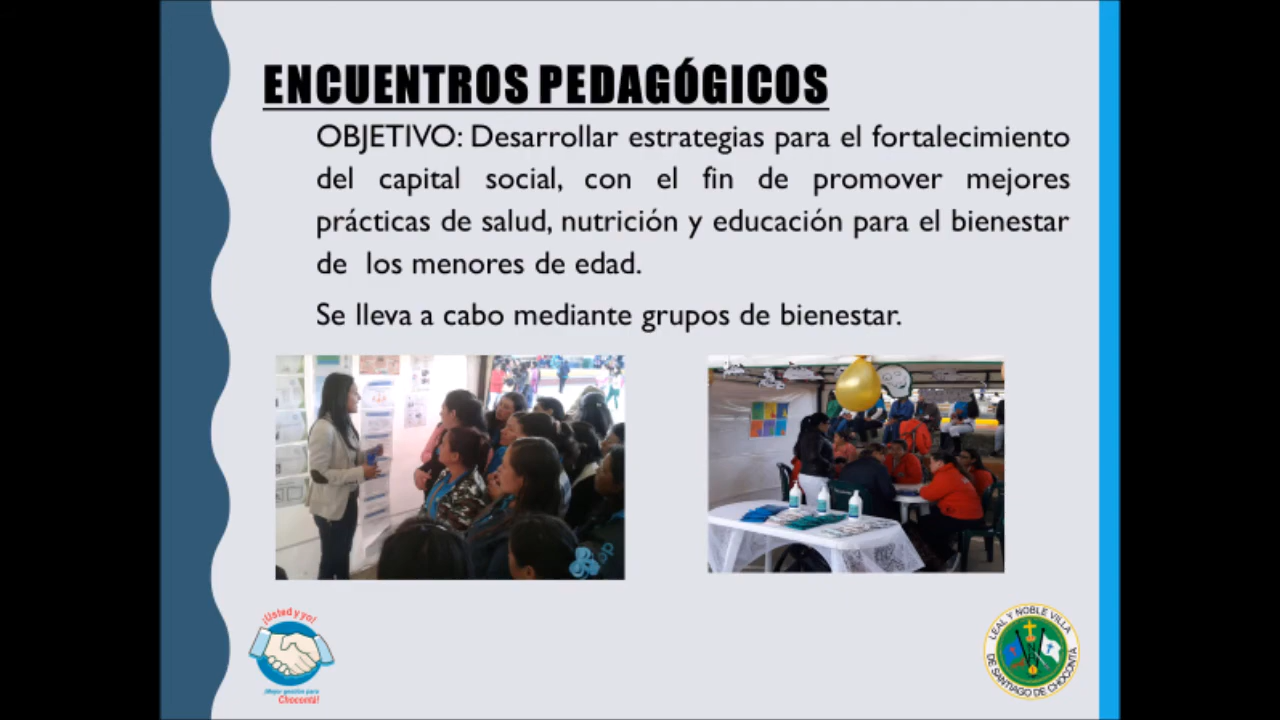 ENCUENTROS PEDAGÓGICOS
OBJETIVO: Desarrollar estrategias para el fortalecimiento
del capital social, con el fin de promover mejores
prácticas de salud, nutrición y educación para el bienestar
de los menores de edad.
Se lleva a cabo mediante grupos de bienestar.
¡Usted y yo!
¡Mejor gestión para
Chocontá!
LEAL Y NOBLE VILLA
DE SANTIAGO DE CHOCONTÁ